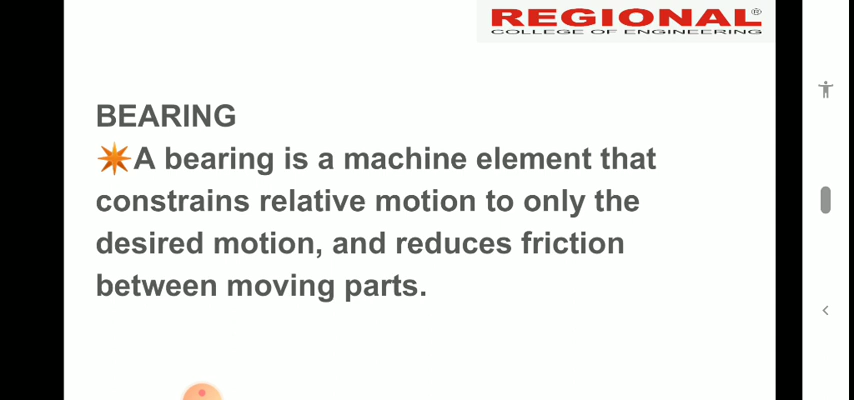 REGIONAL®
COLLEGE OF ENGINEERING
BEARING
A bearing is a machine element that
constrains relative motion to only the
desired motion, and reduces friction
between moving parts.